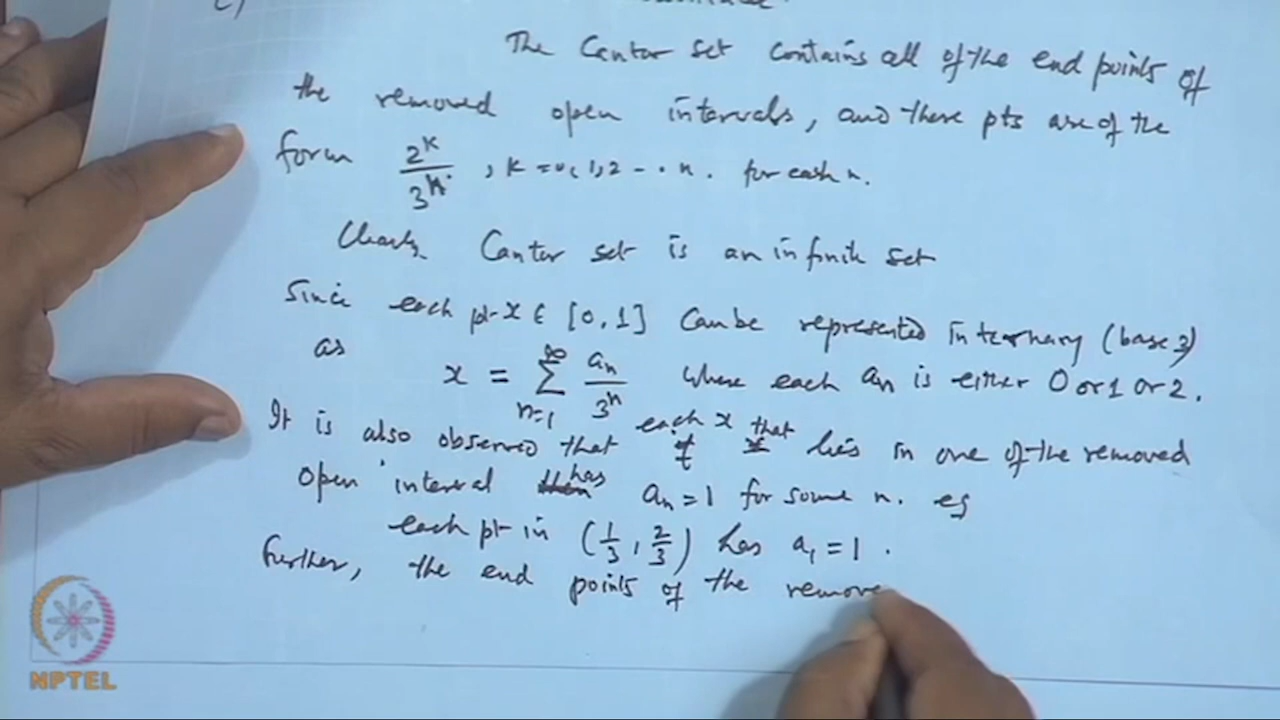 The Cantor set contains all of the end points of
the removed open intervals, and these pts are of the
form 2^k/3^n, k = 0, 1, 2 -- . n. for each n.
Clearly Cantor set is an infinite set
Since each pt x ∈ [0, 1] can be represented in ternary (base 3)
as x = ∑_{n=1}^{∞} a_n/3^n where each a_n is either 0 or 1 or 2.
It is also observed that each x that lies in one of the removed
open interval has a_n = 1 for some n. eg
each pt in (1/3, 2/3) has a_1 = 1.
Further, the end points of the remove
NPTEL